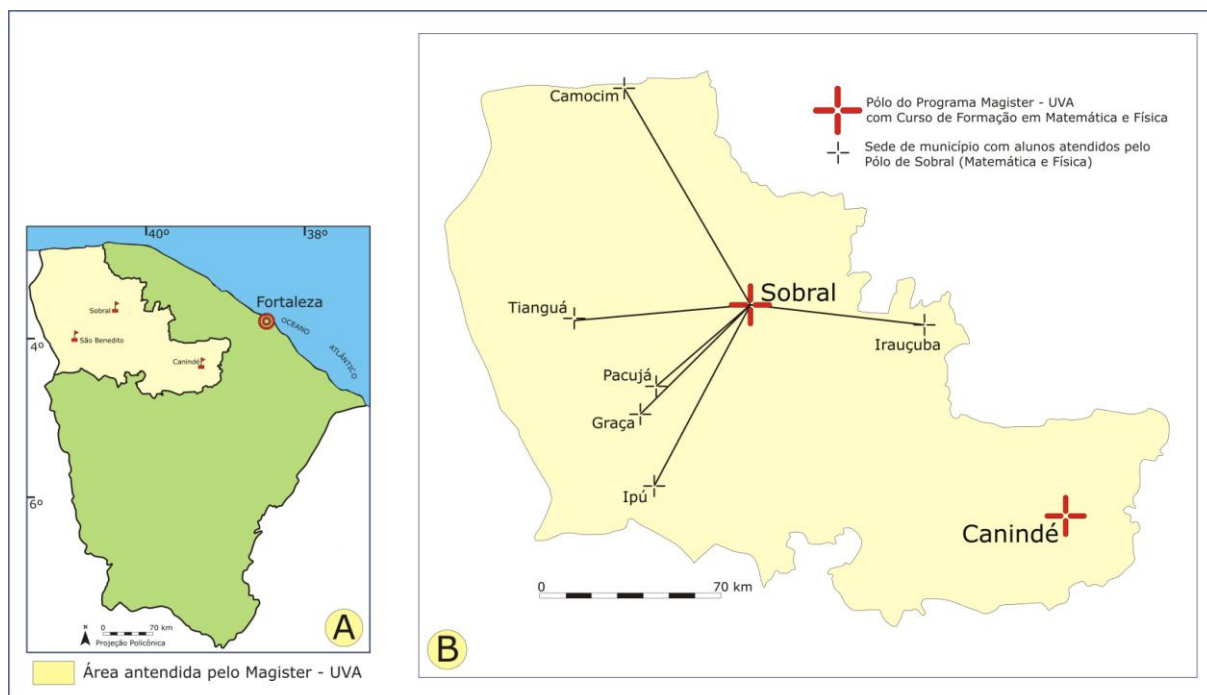 40º
38º
Fortaleza
Sobral
OCEANO
São Benedito
ATLÂNTICO
4º
Canindé
6º
0 70 km
Projeção Policônica
A
Área antendida pelo Magister - UVA
Camocim
Pólo do Programa Magister - UVA
com Curso de Formação em Matemática e Física
Sede de município com alunos atendidos pelo
Pólo de Sobral (Matemática e Física)
Sobral
Tianguá
Irauçuba
Pacujá
Graça
Ipú
Canindé
0 70 km
B